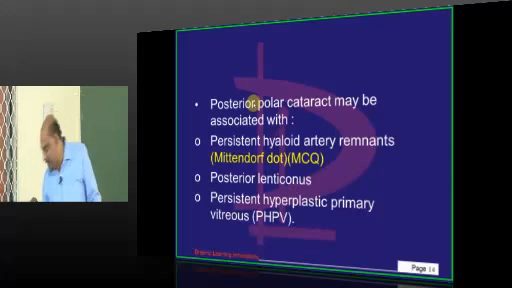 • Posterior polar cataract may be
associated with :
o Persistent hyaloid artery remnants
(Mittendorf dot)(MCQ)
o Posterior lenticonus
o Persistent hyperplastic primary
vitreous (PHPV).
Learning
Page 14